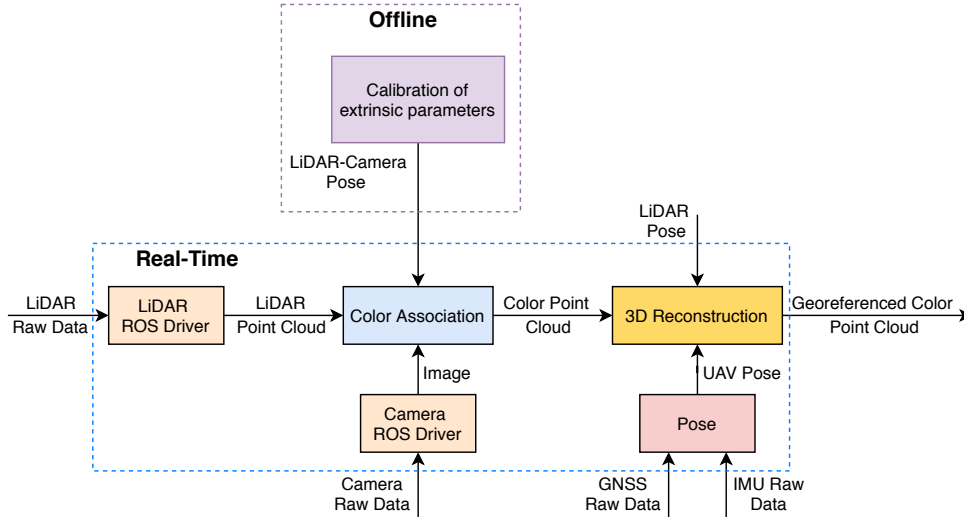 Offline
Calibration of
extrinsic parameters
LiDAR-Camera
Pose
LiDAR
Pose
Real-Time
LiDAR
Raw Data
LiDAR
ROS Driver
LiDAR
Point Cloud
Color Association
Color Point
Cloud
3D Reconstruction
Georeferenced Color
Point Cloud
Image
UAV Pose
Camera
ROS Driver
Pose
Camera
Raw Data
GNSS
Raw Data
IMU Raw
Data